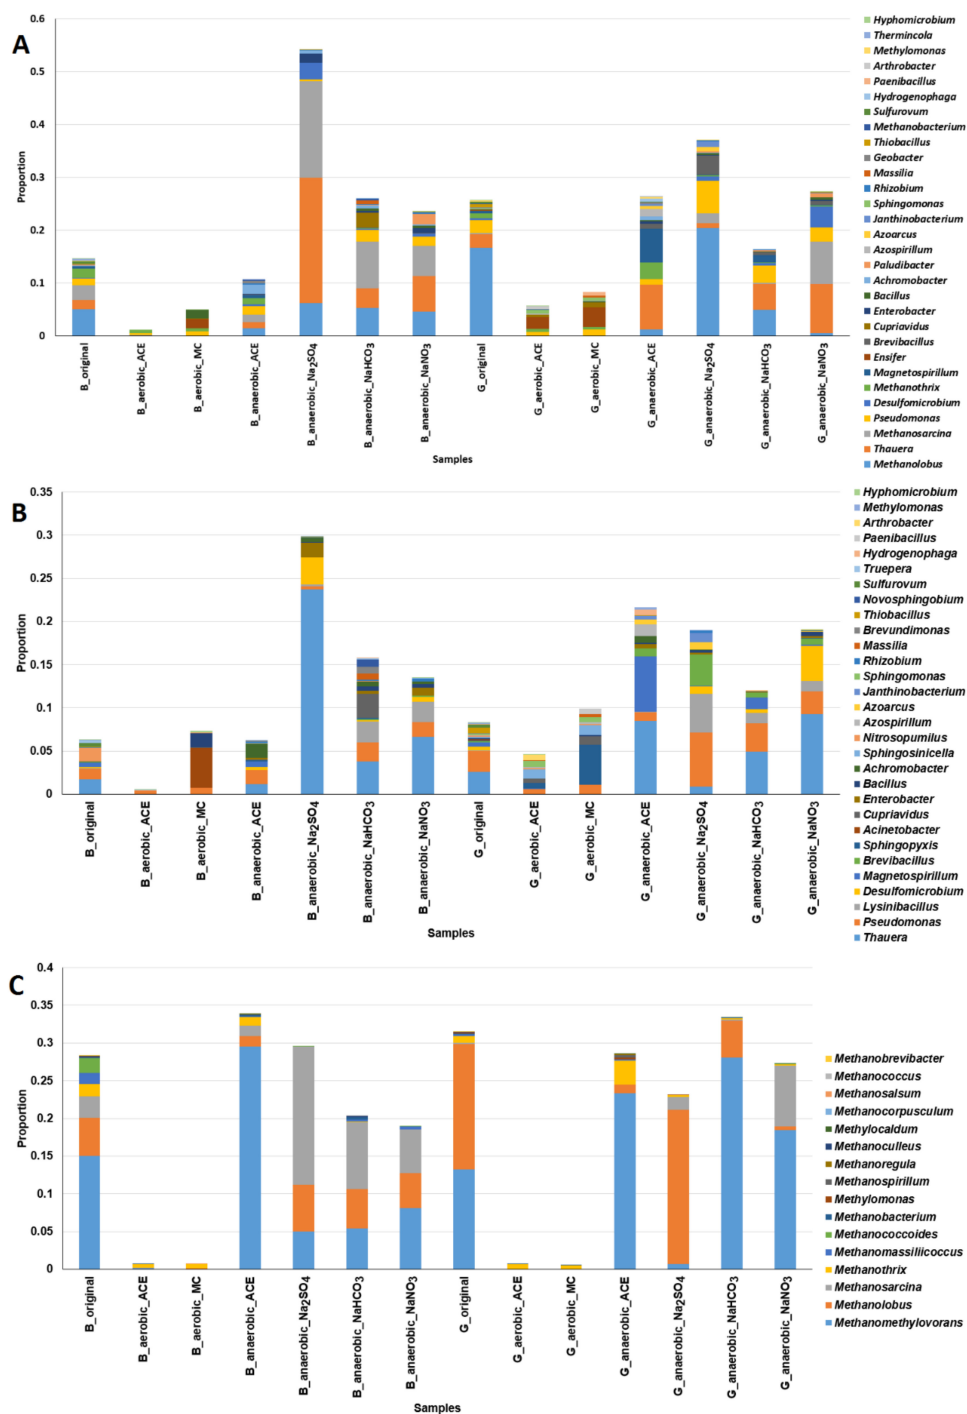 A
Proportion
0.6
0.5
0.4
0.3
0.2
0.1
0
B_original
B_aerobic_ACE
B_aerobic_MC
B_anaerobic_ACE
B_anaerobic_Na2SO4
B_anaerobic_NaHCO3
B_anaerobic_NaNO3
G_original
G_aerobic_ACE
G_aerobic_MC
G_anaerobic_ACE
G_anaerobic_Na2SO4
G_anaerobic_NaHCO3
G_anaerobic_NaNO3
Samples
Hyphomicrobium
Thermincola
Methylomonas
Arthrobacter
Paenibacillus
Hydrogenophaga
Sulfurovum
Methanobacterium
Thiobacillus
Geobacter
Massilia
Rhizobium
Sphingomonas
Janthinobacterium
Azoarcus
Azospirillum
Paludibacter
Achromobacter
Bacillus
Enterobacter
Cupriavidus
Brevibacillus
Ensifer
Magnetospirillum
Methanothrix
Desulfomicrobium
Pseudomonas
Methanosarcina
Thauera
Methanolobus
B
Proportion
0.35
0.3
0.25
0.2
0.15
0.1
0.05
0
B_original
B_aerobic_ACE
B_aerobic_MC
B_anaerobic_ACE
B_anaerobic_Na2SO4
B_anaerobic_NaHCO3
B_anaerobic_NaNO3
G_original
G_aerobic_ACE
G_aerobic_MC
G_anaerobic_ACE
G_anaerobic_Na2SO4
G_anaerobic_NaHCO3
G_anaerobic_NaNO3
Samples
Hyphomicrobium
Methylomonas
Arthrobacter
Paenibacillus
Hydrogenophaga
Truepera
Sulfurovum
Novosphingobium
Thiobacillus
Brevundimonas
Massilia
Rhizobium
Sphingomonas
Janthinobacterium
Azoarcus
Azospirillum
Nitrosopumilus
Sphingosinicella
Achromobacter
Bacillus
Enterobacter
Cupriavidus
Acinetobacter
Sphingopyxis
Brevibacillus
Magnetospirillum
Desulfomicrobium
Lysinibacillus
Pseudomonas
Thauera
C
Proportion
0.4
0.35
0.3
0.25
0.2
0.15
0.1
0.05
0
B_original
B_aerobic_ACE
B_aerobic_MC
B_anaerobic_ACE
B_anaerobic_Na2SO4
B_anaerobic_NaHCO3
B_anaerobic_NaNO3
G_original
G_aerobic_ACE
G_aerobic_MC
G_anaerobic_ACE
G_anaerobic_Na2SO4
G_anaerobic_NaHCO3
G_anaerobic_NaNO3
Samples
Methanobrevibacter
Methanococcus
Methanosalsum
Methanocorpusculum
Methylocaldum
Methanoculleus
Methanoregula
Methanospirillum
Methylomonas
Methanobacterium
Methanococcoides
Methanomassiliicoccus
Methanothrix
Methanosarcina
Methanolobus
Methanomethylovorans